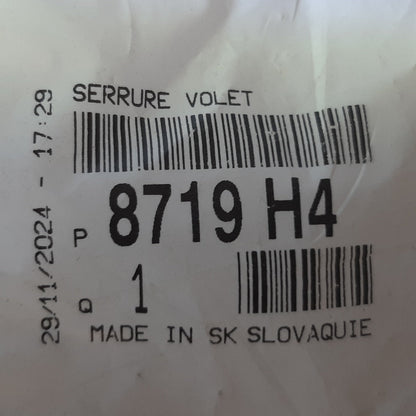 SERRURE VOLET
P 8719 H4
Q 1
MADE IN SK SLOVAQUIE
29/11/2024 - 17:29